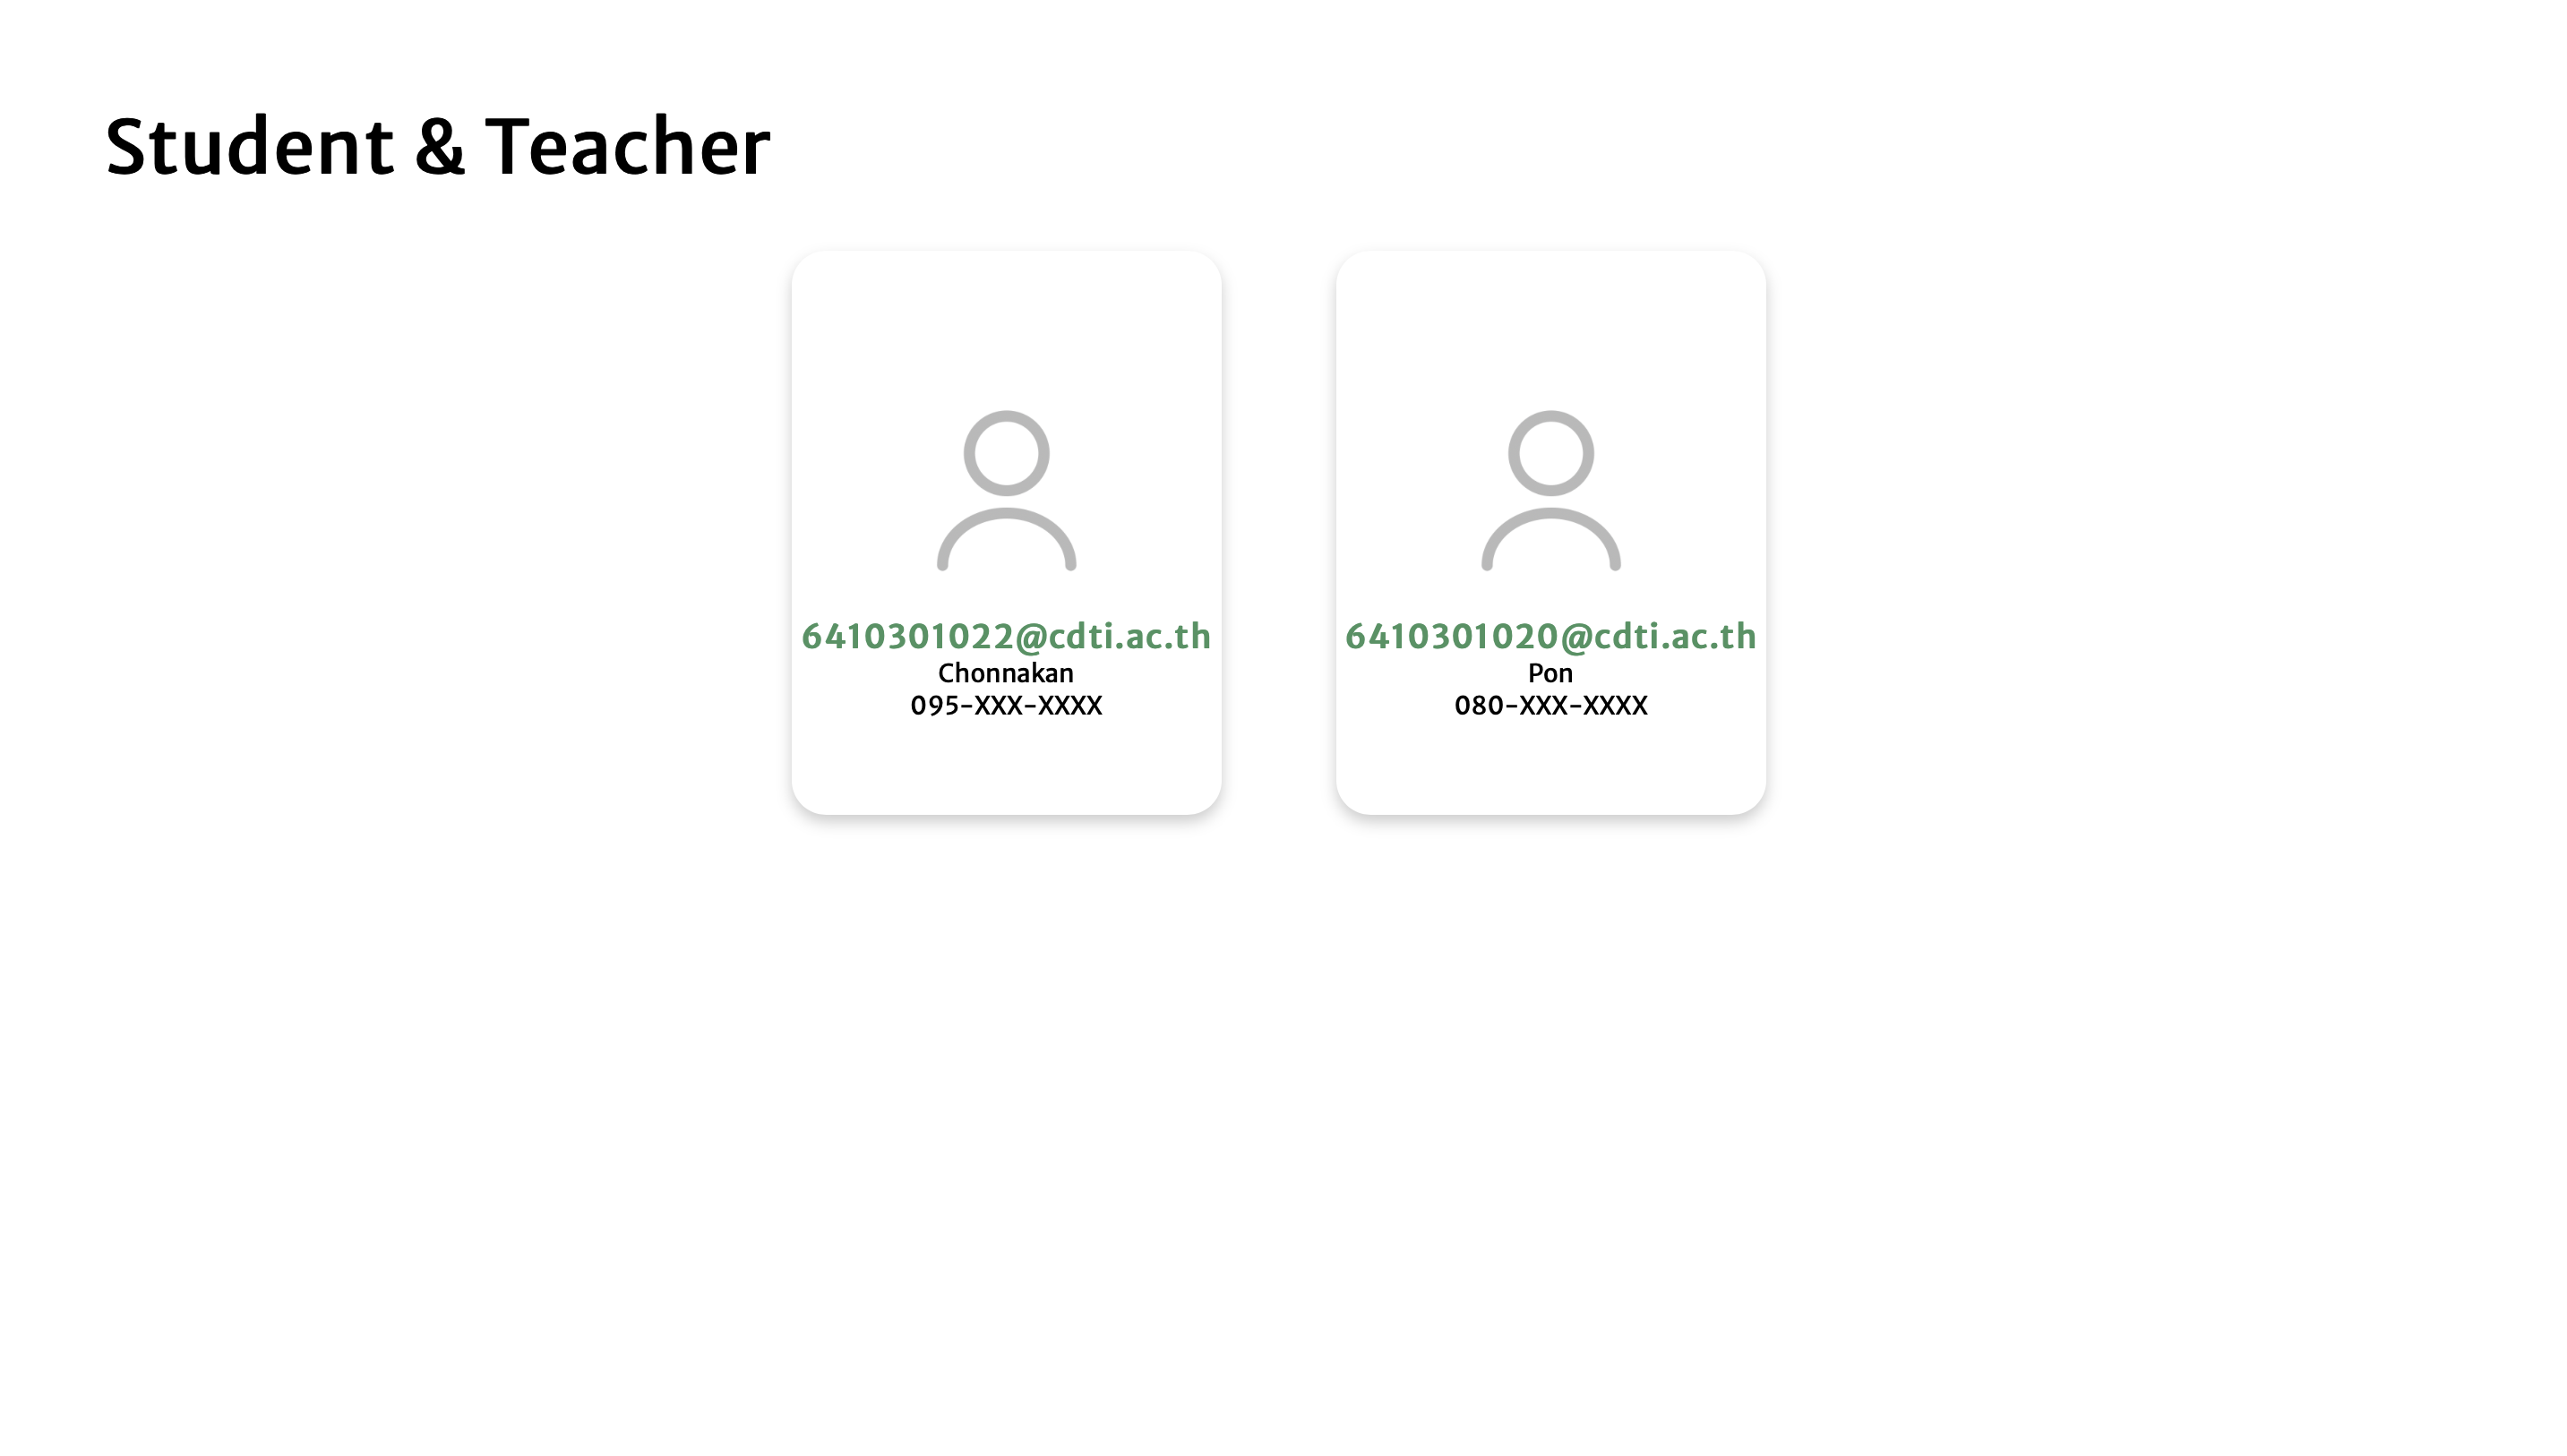 Student & Teacher
6410301022@cdti.ac.th
Chonnakan
095-XXX-XXXX
6410301020@cdti.ac.th
Pon
080-XXX-XXXX